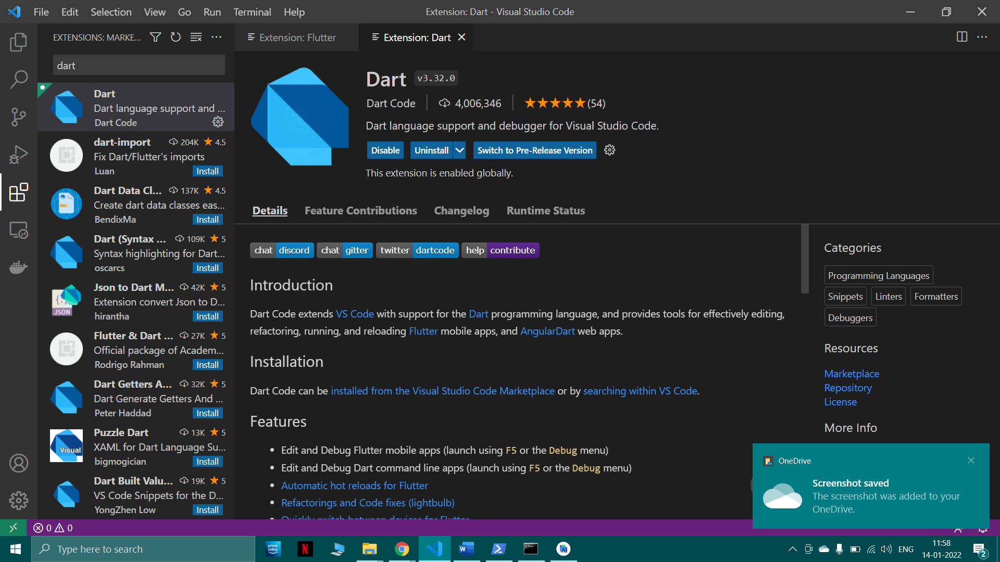 File Edit Selection View Go Run Terminal Help
Extension: Dart - Visual Studio Code
EXTENSIONS: MARKE...
dart
Dart
Dart language support and ...
Dart Code
dart-import 204K 4.5
Fix Dart/Flutter's imports
Luan Install
Dart Data Cl... 137K 4.5
Create dart data classes eas...
BendixMa Install
Dart (Syntax ... 109K 5
Syntax highlighting for Dart...
oscarcs Install
Json to Dart M... 42K 5
Extension convert Json to D...
hirantha Install
JSON
Flutter & Dart ... 27K 5
Official package of Academ...
Rodrigo Rahman Install
Dart Getters A... 32K 5
Dart Generate Getters And ...
Peter Haddad Install
Puzzle Dart 13K 5
XAML for Dart Language Su...
bigmogician Install
Visual
Dart Built Valu... 19K 5
VS Code Snippets for the D...
YongZhen Low Install
Extension: Flutter
Extension: Dart
Dart v3.32.0
Dart Code 4,006,346 (54)
Dart language support and debugger for Visual Studio Code.
Disable Uninstall Switch to Pre-Release Version
This extension is enabled globally.
Details Feature Contributions Changelog Runtime Status
chat discord chat gitter twitter dartcode help contribute
Introduction
Dart Code extends VS Code with support for the Dart programming language, and provides tools for effectively editing,
refactoring, running, and reloading Flutter mobile apps, and AngularDart web apps.
Installation
Dart Code can be installed from the Visual Studio Code Marketplace or by searching within VS Code.
Features
• Edit and Debug Flutter mobile apps (launch using F5 or the Debug menu)
• Edit and Debug Dart command line apps (launch using F5 or the Debug menu)
• Automatic hot reloads for Flutter
• Refactorings and Code fixes (lightbulb)
• Quickly switch between devices for Flutter
Categories
Programming Languages
Snippets Linters Formatters
Debuggers
Resources
Marketplace
Repository
License
More Info
OneDrive
Screenshot saved
The screenshot was added to your
OneDrive.
0 0
Type here to search
prime video
N
W
ENG
11:58
14-01-2022
2